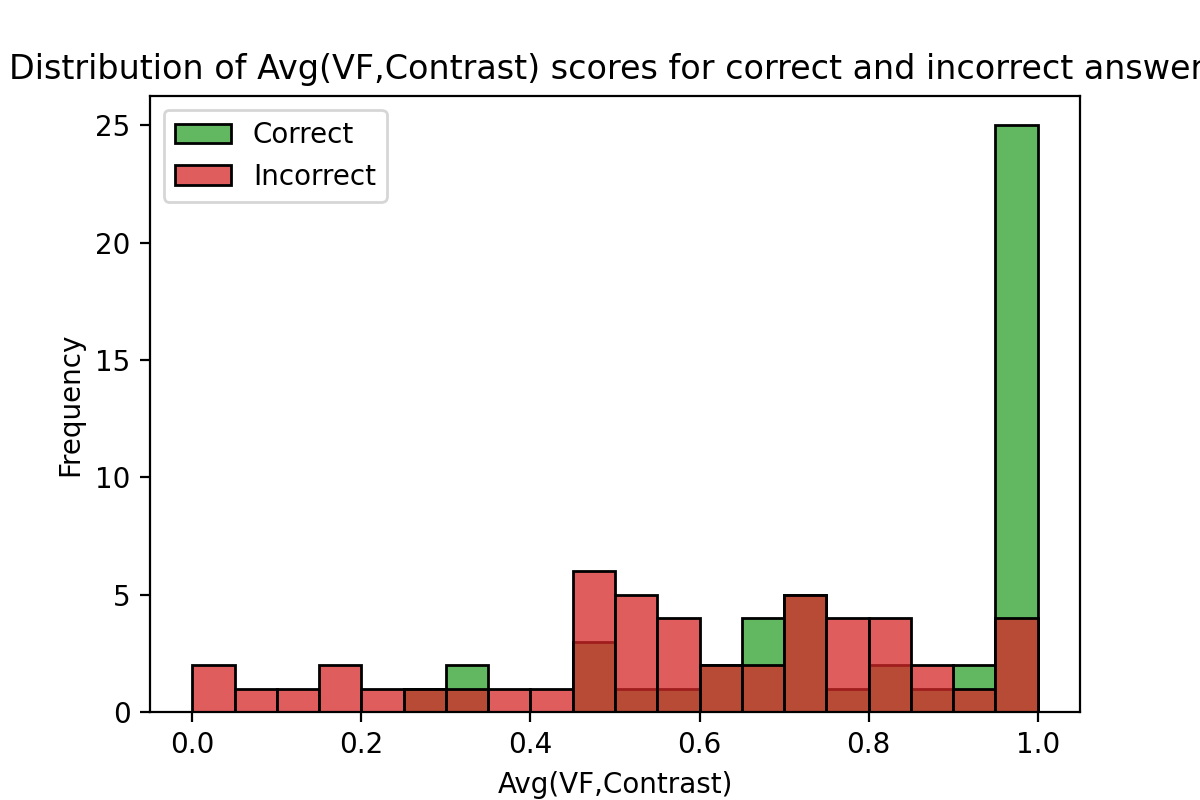 Distribution of Avg(VF,Contrast) scores for correct and incorrect answer
Correct
Incorrect
25
20
15
10
5
0
Frequency
0.0 0.2 0.4 0.6 0.8 1.0
Avg(VF,Contrast)